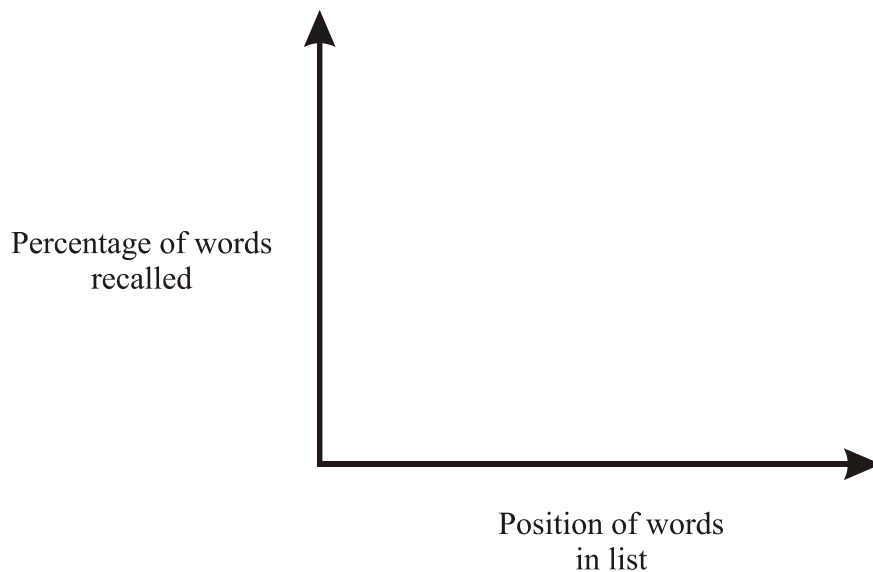 Percentage of words
recalled
Position of words
in list